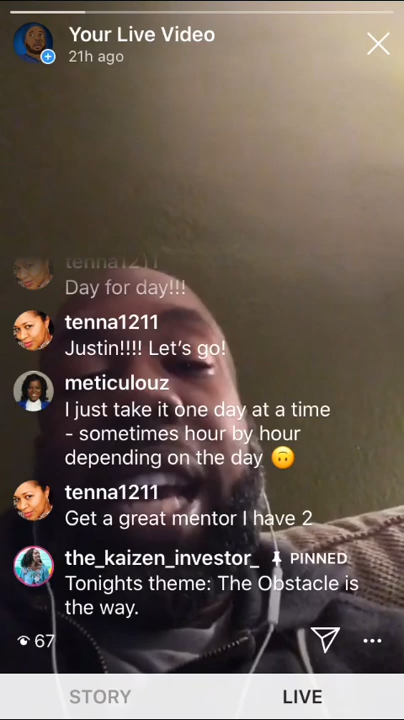 Your Live Video
21h ago
tenna1211
Day for day!!!
tenna1211
Justin!!!! Let's go!
meticulouz
I just take it one day at a time
- sometimes hour by hour
depending on the day 🙃
tenna1211
Get a great mentor I have 2
the_kaizen_investor_ PINNED
Tonights theme: The Obstacle is
the way.
67
STORY LIVE